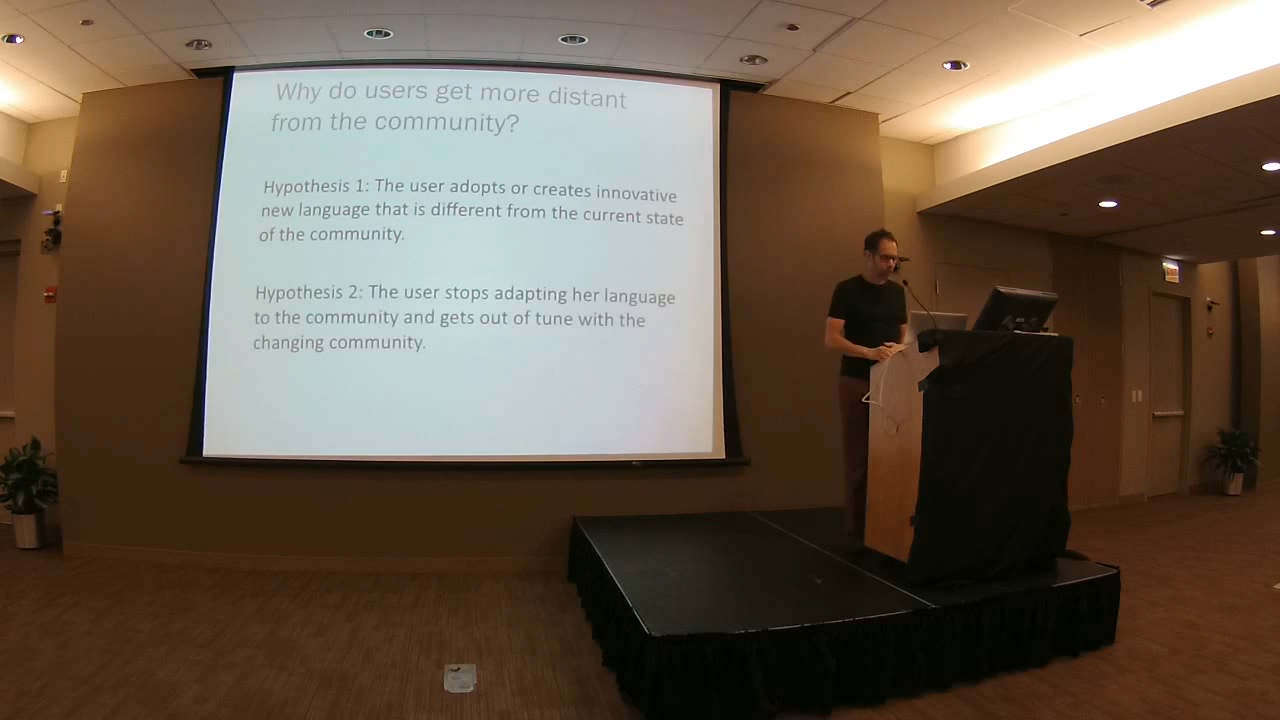 Why do users get more distant
from the community?
Hypothesis 1: The user adopts or creates innovative
new language that is different from the current state
of the community.
Hypothesis 2: The user stops adapting her language
to the community and gets out of tune with the
changing community.